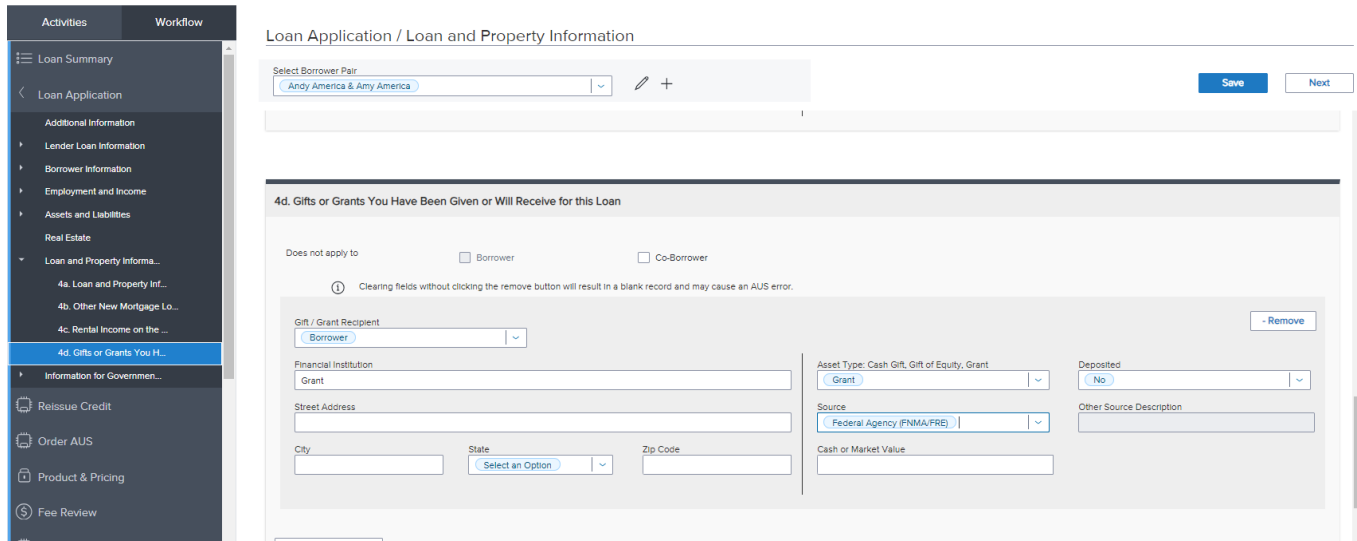 Activities
Workflow
Loan Summary
Loan Application
Additional Information
Lender Loan Information
Borrower Information
Employment and Income
Assets and Liabilities
Real Estate
Loan and Property Informa...
4a. Loan and Property Inf...
4b. Other New Mortgage Lo...
4c. Rental Income on the ...
4d. Gifts or Grants You H...
Information for Governmen...
Reissue Credit
Order AUS
Product & Pricing
Fee Review
Loan Application / Loan and Property Information
Select Borrower Pair
Andy America & Amy America
Save
Next
4d. Gifts or Grants You Have Been Given or Will Receive for this Loan
Does not apply to
Borrower
Co-Borrower
Clearing fields without clicking the remove button will result in a blank record and may cause an AUS error.
Gift / Grant Recipient
Borrower
- Remove
Financial Institution
Grant
Asset Type: Cash Gift, Gift of Equity, Grant
Grant
Deposited
No
Street Address
Source
Federal Agency (FNMA/FRE)
Other Source Description
City
State
Select an Option
Zip Code
Cash or Market Value